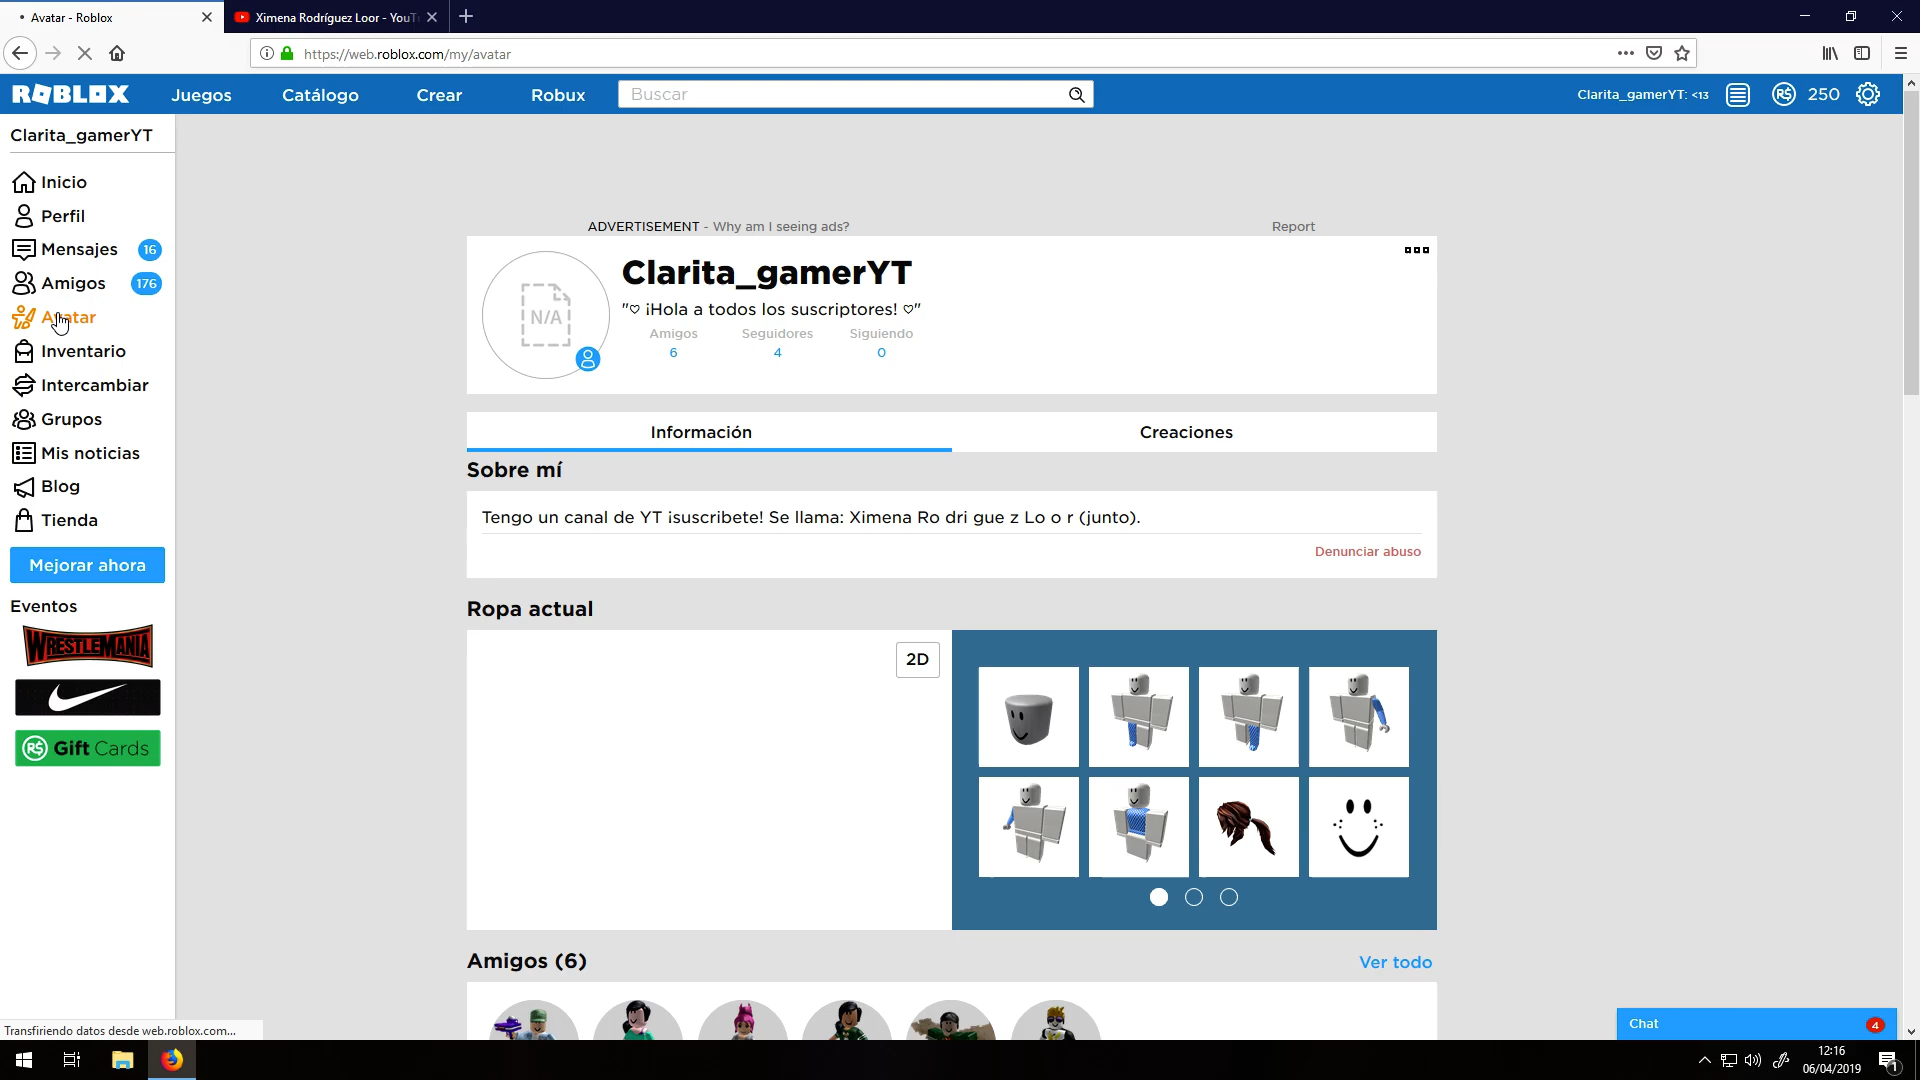 Avatar - Roblox
Ximena Rodríguez Loor - YouT
https://web.roblox.com/my/avatar
ROBLOX
Juegos
Catálogo
Crear
Robux
Buscar
Clarita_gamerYT: <13
R$
250
Clarita_gamerYT
Inicio
Perfil
Mensajes 16
Amigos 176
Avatar
Inventario
Intercambiar
Grupos
Mis noticias
Blog
Tienda
Mejorar ahora
Eventos
WRESTLEMANIA
R$ Gift Cards
ADVERTISEMENT - Why am I seeing ads?
Report
N/A
Clarita_gamerYT
"♡ ¡Hola a todos los suscriptores! ♡"
Amigos
Seguidores
Siguiendo
6
4
0
Información
Creaciones
Sobre mí
Tengo un canal de YT ¡suscribete! Se llama: Ximena Ro dri gue z Lo o r (junto).
Denunciar abuso
Ropa actual
2D
Amigos (6)
Ver todo
Transfiriendo datos desde web.roblox.com...
Chat
4
12:16
06/04/2019
1